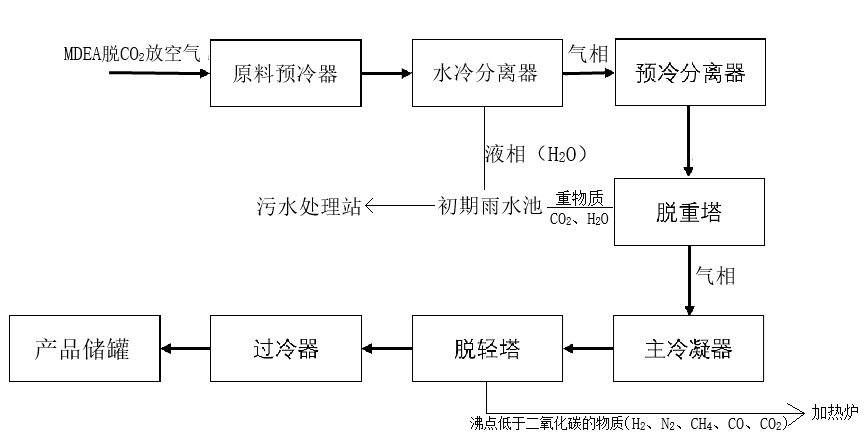 MDEA脱CO₂放空气
原料预冷器
水冷分离器
气相
预冷分离器
液相（H₂O）
污水处理站
初期雨水池
重物质
CO₂、H₂O
脱重塔
气相
产品储罐
过冷器
脱轻塔
主冷凝器
沸点低于二氧化碳的物质(H₂、N₂、CH₄、CO、CO₂)
加热炉